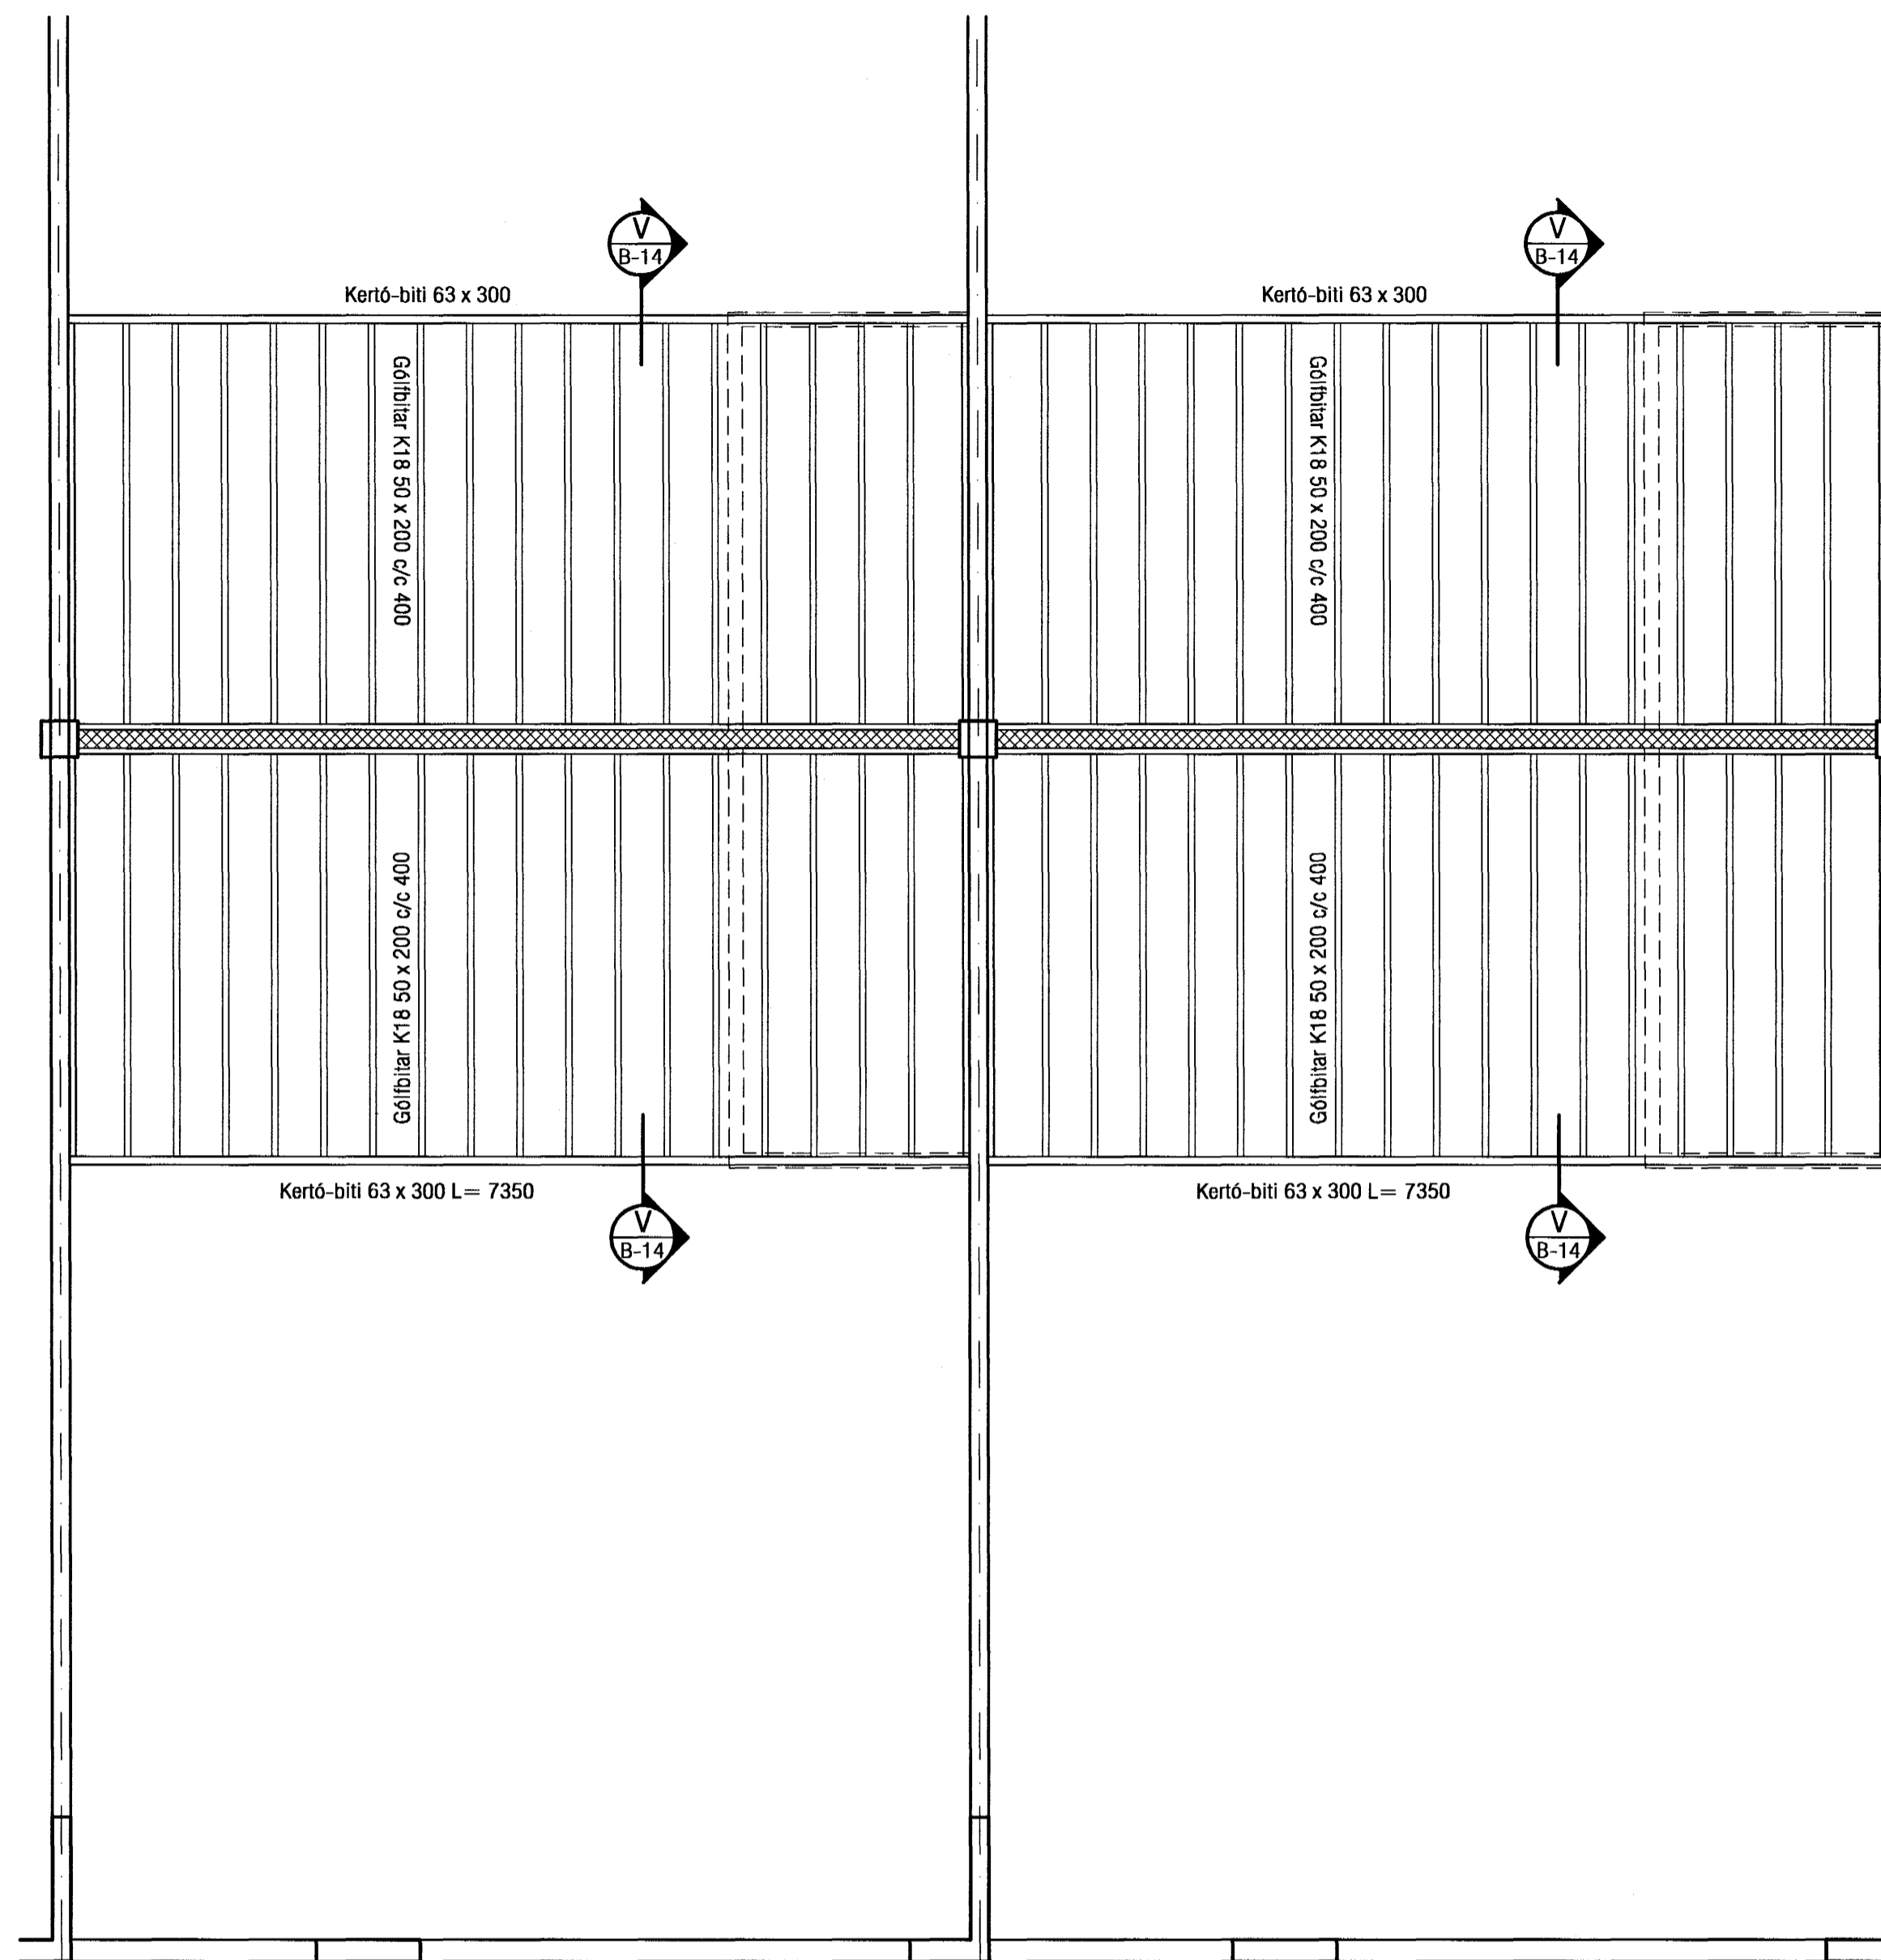 V
B-14
V
B-14
Kertó-biti 63 x 300
Kertó-biti 63 x 300
Gólfbitar K18 50 x 200 c/c 400
Gólfbitar K18 50 x 200 c/c 400
Gólfbitar K18 50 x 200 c/c 400
Gólfbitar K18 50 x 200 c/c 400
Kertó-biti 63 x 300 L= 7350
Kertó-biti 63 x 300 L= 7350
V
B-14
V
B-14